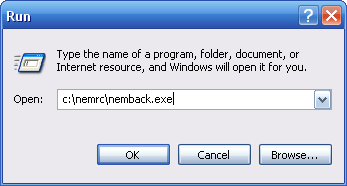 Run
Type the name of a program, folder, document, or
Internet resource, and Windows will open it for you.
Open:
c:\nemrc\nemback.exe
OK
Cancel
Browse...